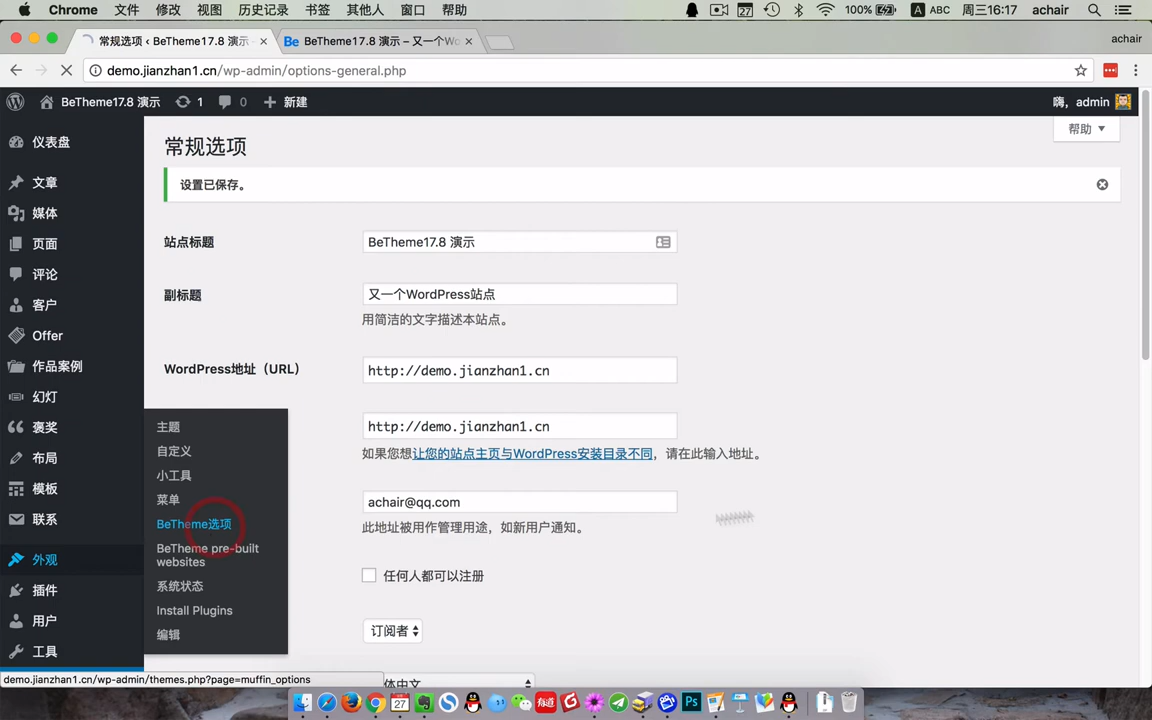 Chrome 文件 修改 视图 历史记录 书签 其他人 窗口 帮助 27 100% A ABC 周三16:17 achair
常规选项 ‹ BeTheme17.8 演示 Be BeTheme17.8 演示 – 又一个Wo achair
demo.jianzhan1.cn/wp-admin/options-general.php
BeTheme17.8 演示 1 0 新建 嗨，admin
帮助
仪表盘
文章
媒体
页面
评论
客户
Offer
作品案例
幻灯
褒奖
布局
模板
联系
外观
插件
用户
工具
常规选项
设置已保存。
站点标题 BeTheme17.8 演示
副标题 又一个WordPress站点
用简洁的文字描述本站点。
WordPress地址（URL） http://demo.jianzhan1.cn
http://demo.jianzhan1.cn
如果您想让您的站点主页与WordPress安装目录不同，请在此输入地址。
achair@qq.com
此地址被用作管理用途，如新用户通知。
任何人都可以注册
订阅者
体中文
主题
自定义
小工具
菜单
BeTheme选项
BeTheme pre-built
websites
系统状态
Install Plugins
编辑
demo.jianzhan1.cn/wp-admin/themes.php?page=muffin_options
27 有道 Ps